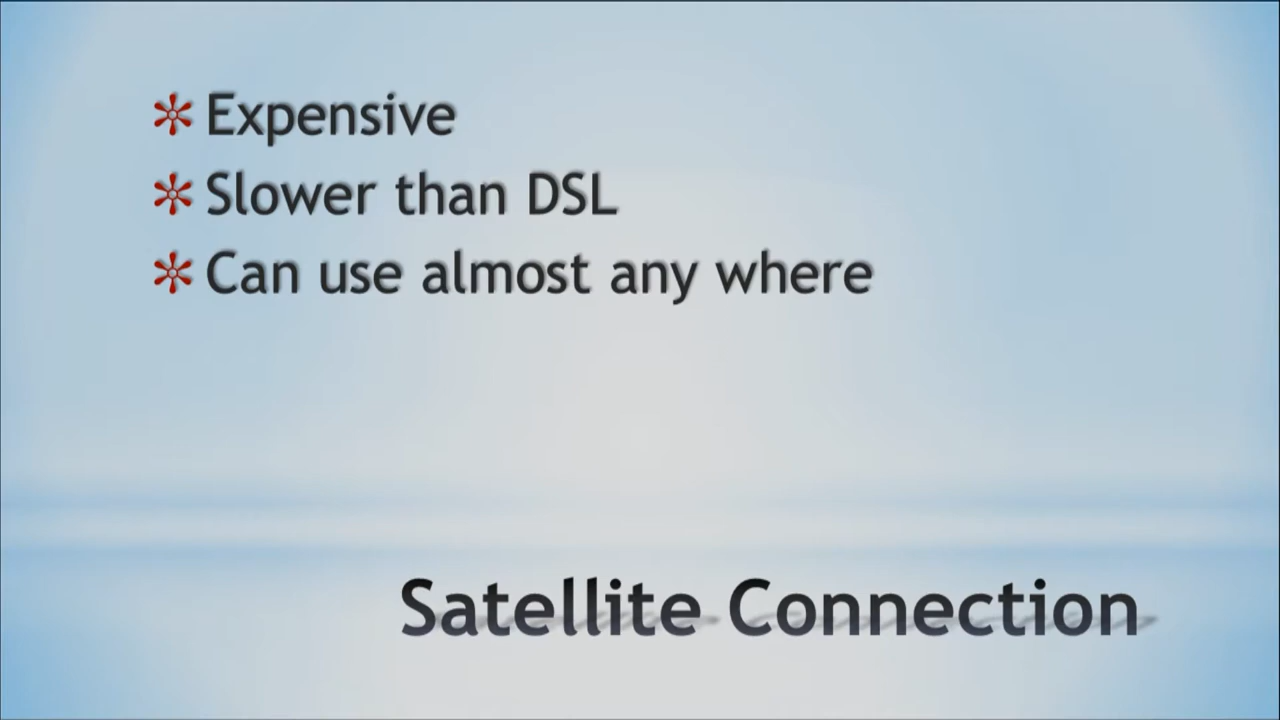 Expensive
Slower than DSL
Can use almost any where
Satellite Connection